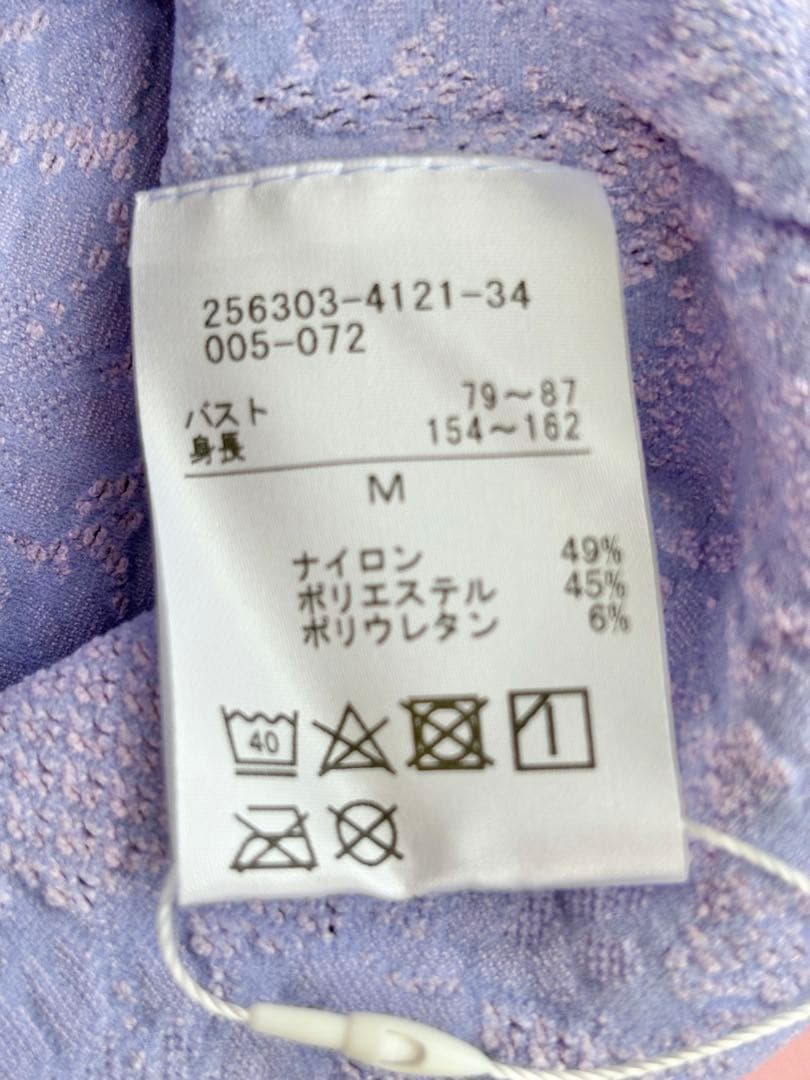 256303-4121-34
005-072
バスト 79〜87
身長 154〜162
M
ナイロン 49%
ポリエステル 45%
ポリウレタン 6%
40